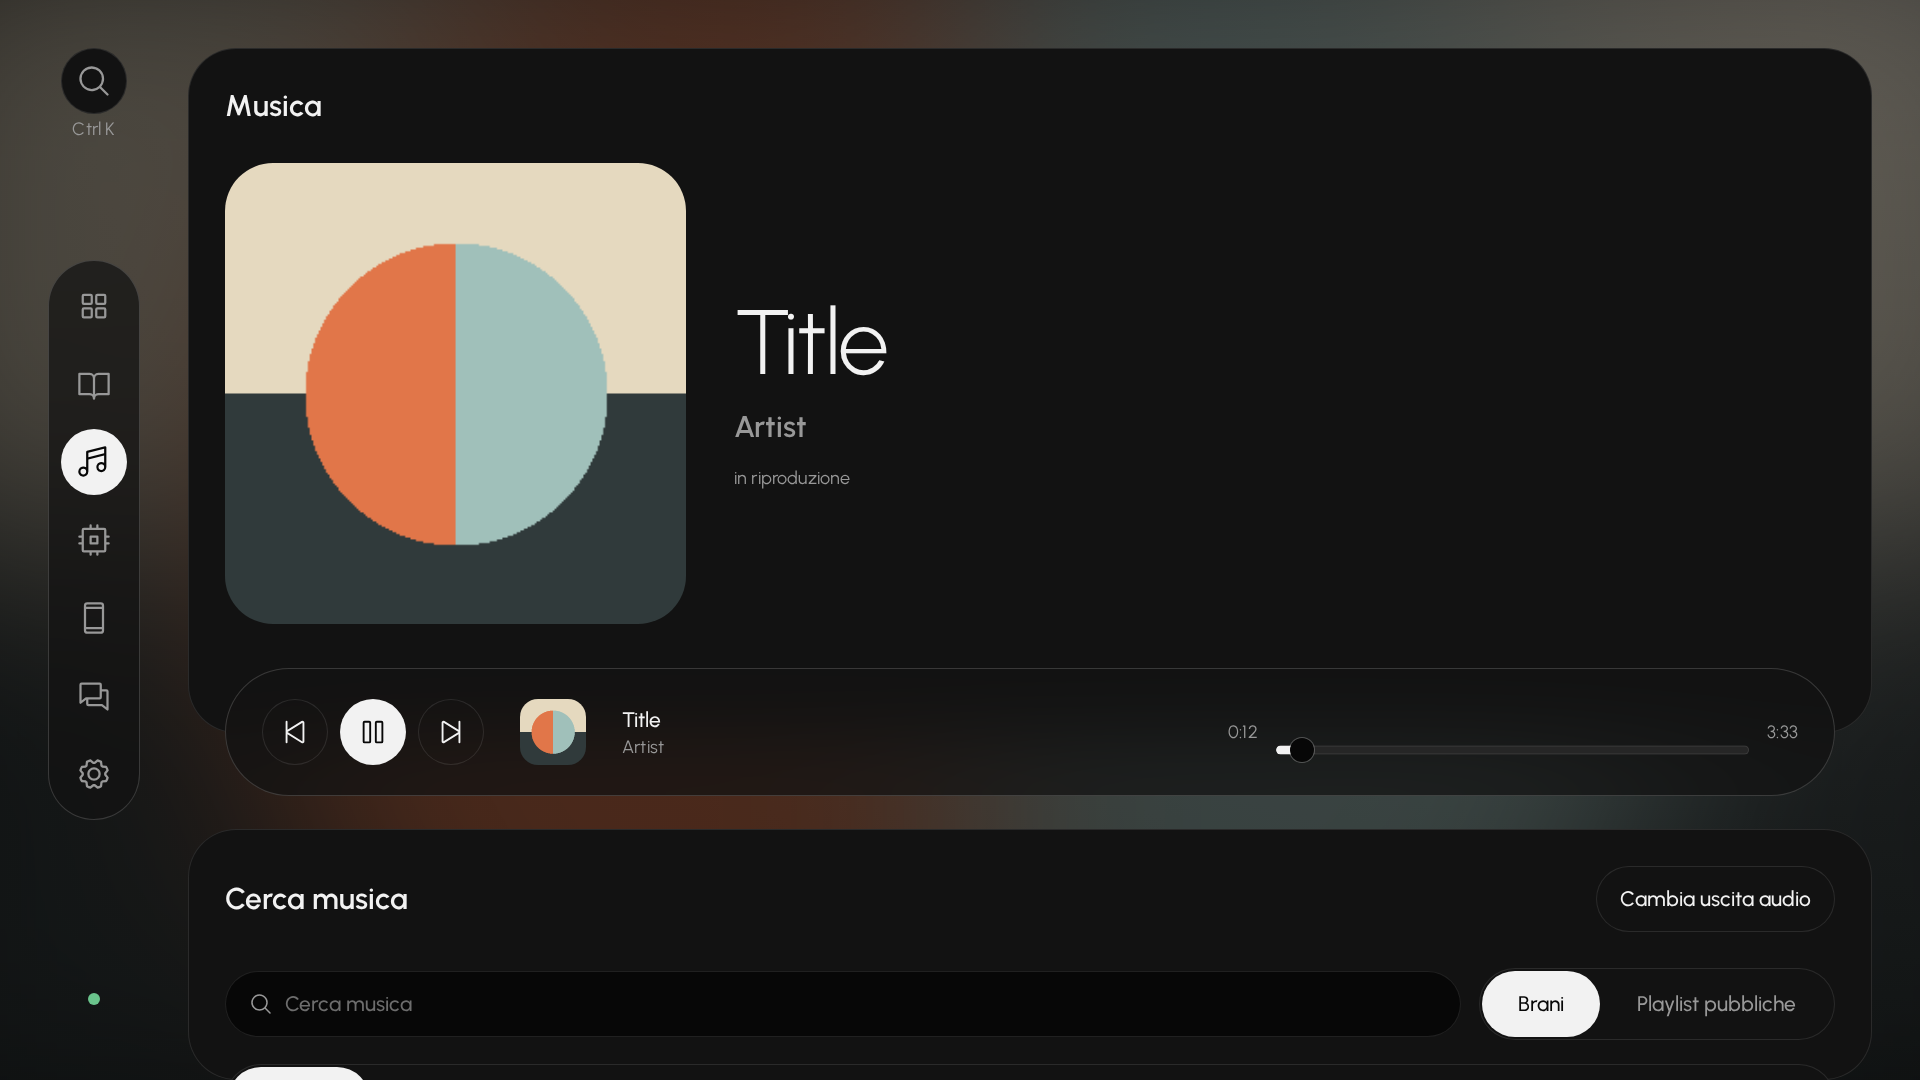 Ctrl K
Musica
Title
Artist
in riproduzione
Title
Artist
0:12
3:33
Cerca musica
Cambia uscita audio
Cerca musica
Brani
Playlist pubbliche